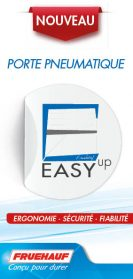 NOUVEAU
PORTE PNEUMATIQUE
EASY up
ERGONOMIE - SÉCURITÉ - FIABILITÉ
FRUEHAUF
Conçu pour durer